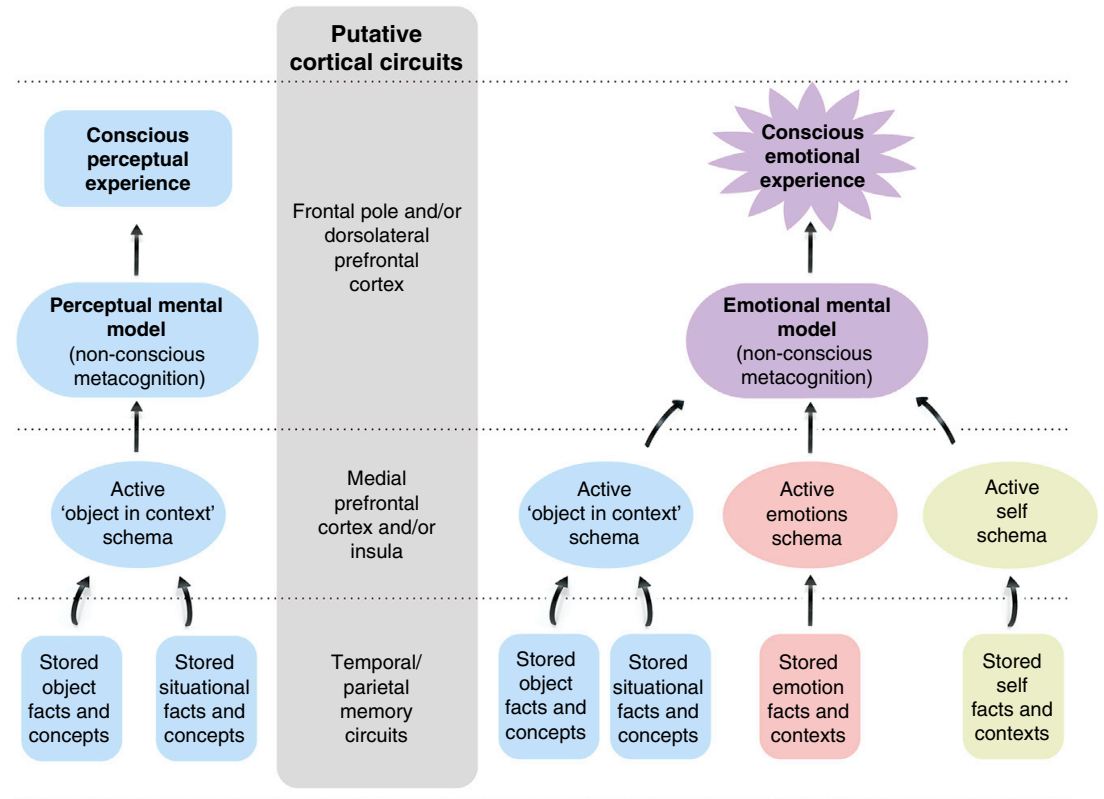 Putative
cortical circuits
Conscious
perceptual
experience
Perceptual mental
model
(non-conscious
metacognition)
Active
‘object in context’
schema
Stored
object
facts and
concepts
Stored
situational
facts and
concepts
Frontal pole and/or
dorsolateral
prefrontal
cortex
Medial
prefrontal
cortex and/or
insula
Temporal/
parietal
memory
circuits
Conscious
emotional
experience
Emotional mental
model
(non-conscious
metacognition)
Active
‘object in context’
schema
Active
emotions
schema
Active
self
schema
Stored
object
facts and
concepts
Stored
situational
facts and
concepts
Stored
emotion
facts and
contexts
Stored
self
facts and
contexts